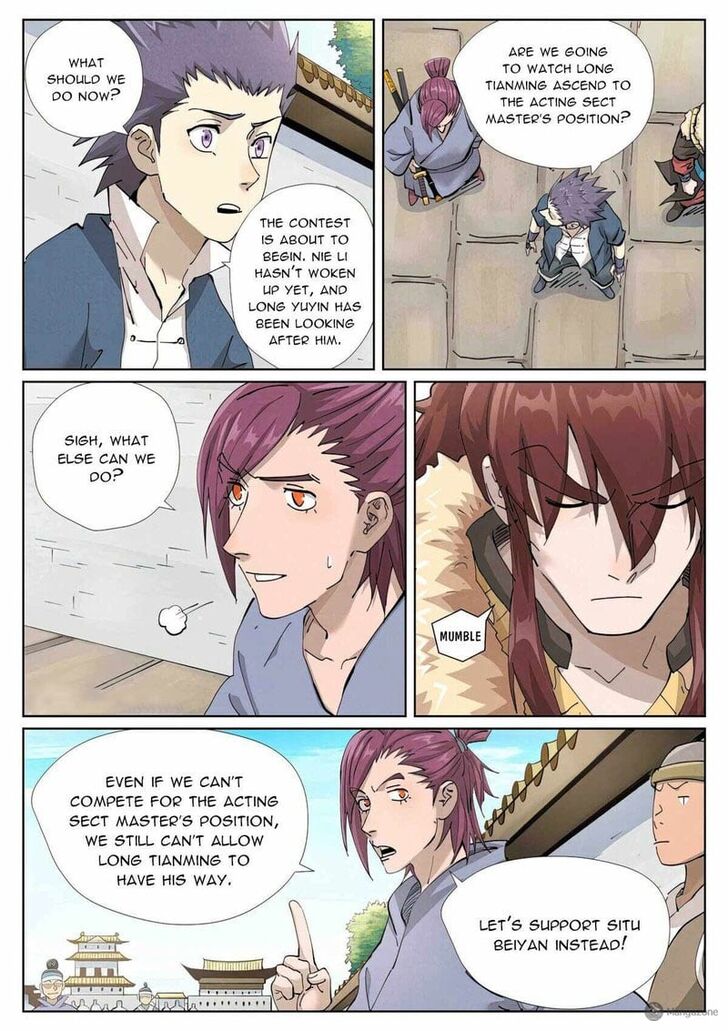 WHAT
SHOULD WE
DO NOW?
THE CONTEST
IS ABOUT TO
BEGIN. NIE LI
HASN'T WOKEN
UP YET, AND
LONG YUYIN HAS
BEEN LOOKING
AFTER HIM.
ARE WE GOING
TO WATCH LONG
TIANMING ASCEND TO
THE ACTING SECT
MASTER'S POSITION?
SIGH, WHAT
ELSE CAN WE
DO?
MUMBLE
EVEN IF WE CAN'T
COMPETE FOR THE ACTING
SECT MASTER'S POSITION,
WE STILL CAN'T ALLOW
LONG TIANMING TO
HAVE HIS WAY.
LET'S SUPPORT SITU
BEIYAN INSTEAD!
Mangazone